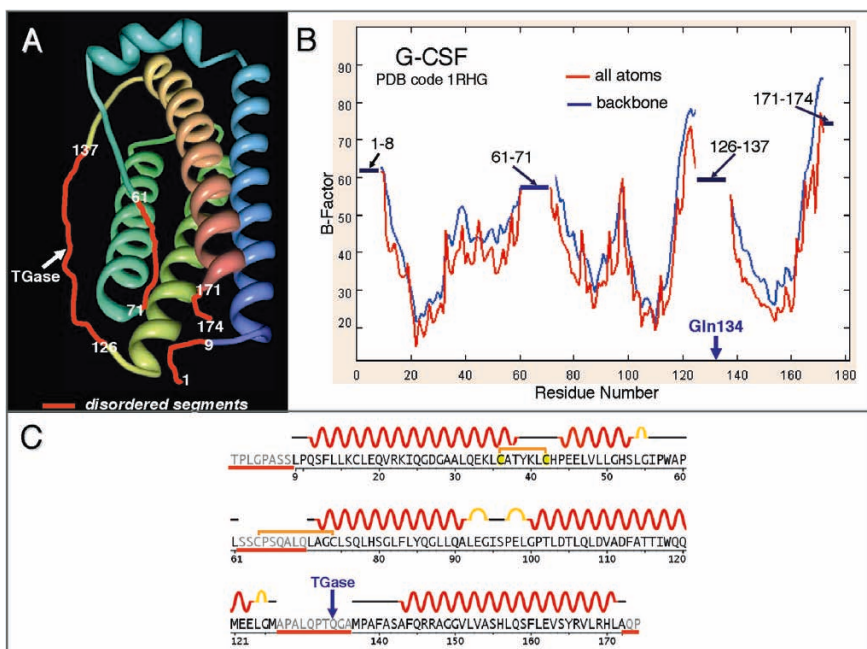 A
137
61
TGase
71
171
174
126
9
1
disordered segments
B
G-CSF
PDB code 1RHG
all atoms
backbone
1-8
61-71
126-137
171-174
Gln134
B-Factor
90
80
70
60
50
40
30
20
0 20 40 60 80 100 120 140 160 180
Residue Number
C
TPLGPASSLPQSFLLKCLEQVRKIQGDGAALQEKLCATYKLCHPEELVLLGHSLGIPWAP
9 20 30 40 50 60
LSSCPSQALQLAGCLSQLHSGLFLYQGLLQALEGISPELGPTLDTLQLDVADFATTIWQQ
61 80 90 100 110 120
TGase
MEELGMAPALQPTQGAMPAFASAFQRRAGGVLVASHLQSFLEVSYRVLRHLAQP
121 140 150 160 170